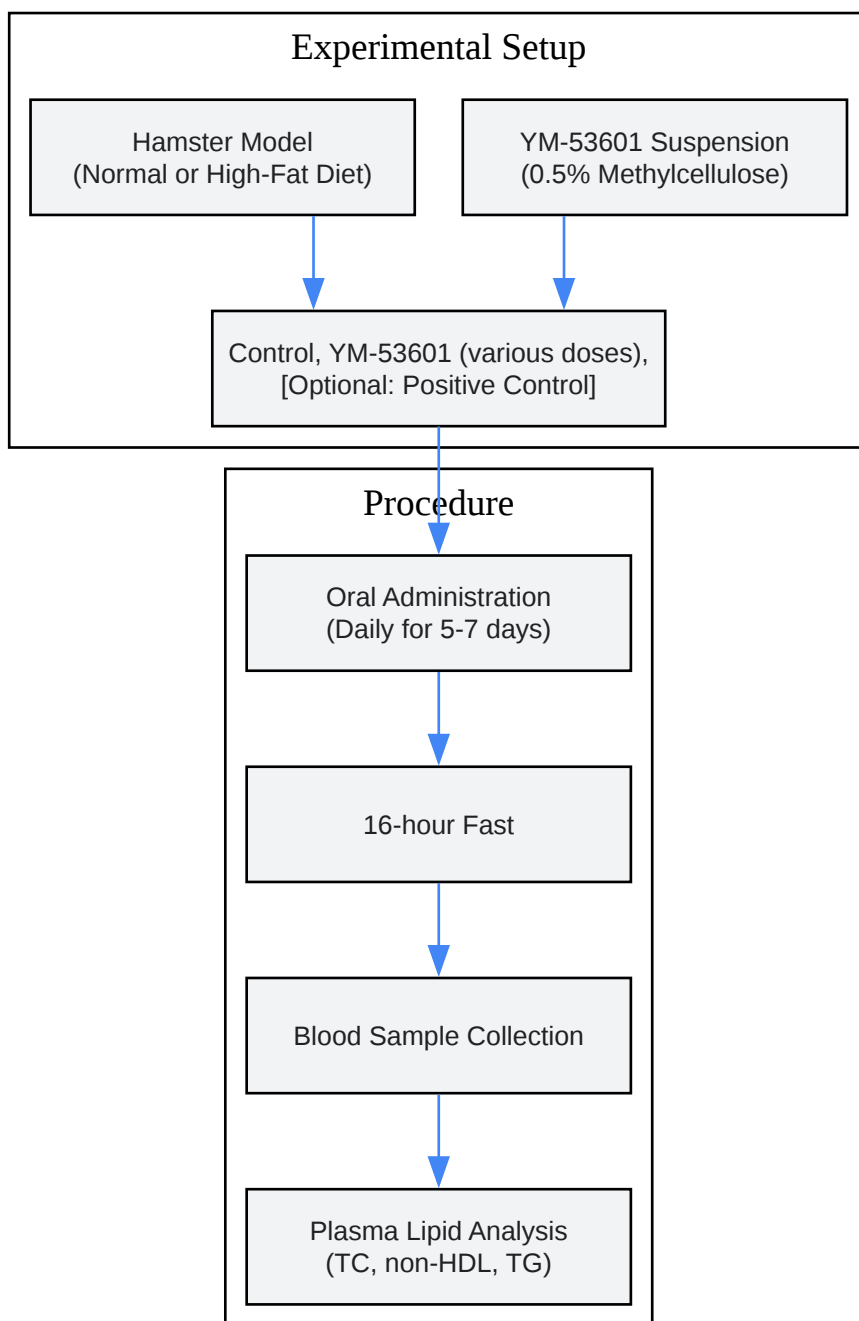 Experimental Setup
Hamster Model
(Normal or High-Fat Diet)
YM-53601 Suspension
(0.5% Methylcellulose)
Control, YM-53601 (various doses),
[Optional: Positive Control]
Procedure
Oral Administration
(Daily for 5-7 days)
16-hour Fast
Blood Sample Collection
Plasma Lipid Analysis
(TC, non-HDL, TG)